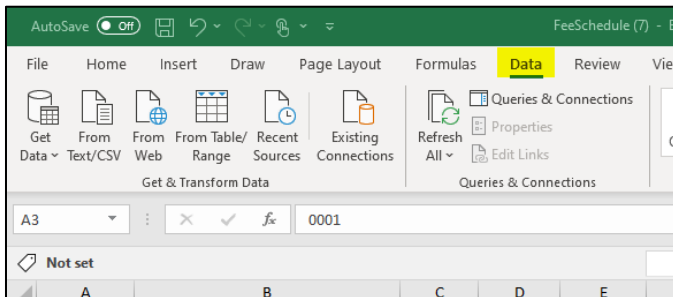 AutoSave Off FeeSchedule (7) -
File Home Insert Draw Page Layout Formulas Data Review
Get Data From Text/CSV From Web From Table/ Range Recent Sources Existing Connections
Refresh All Queries & Connections
Properties
Edit Links
Get & Transform Data Queries & Connections
A3 fx 0001
Not set
A B C D E